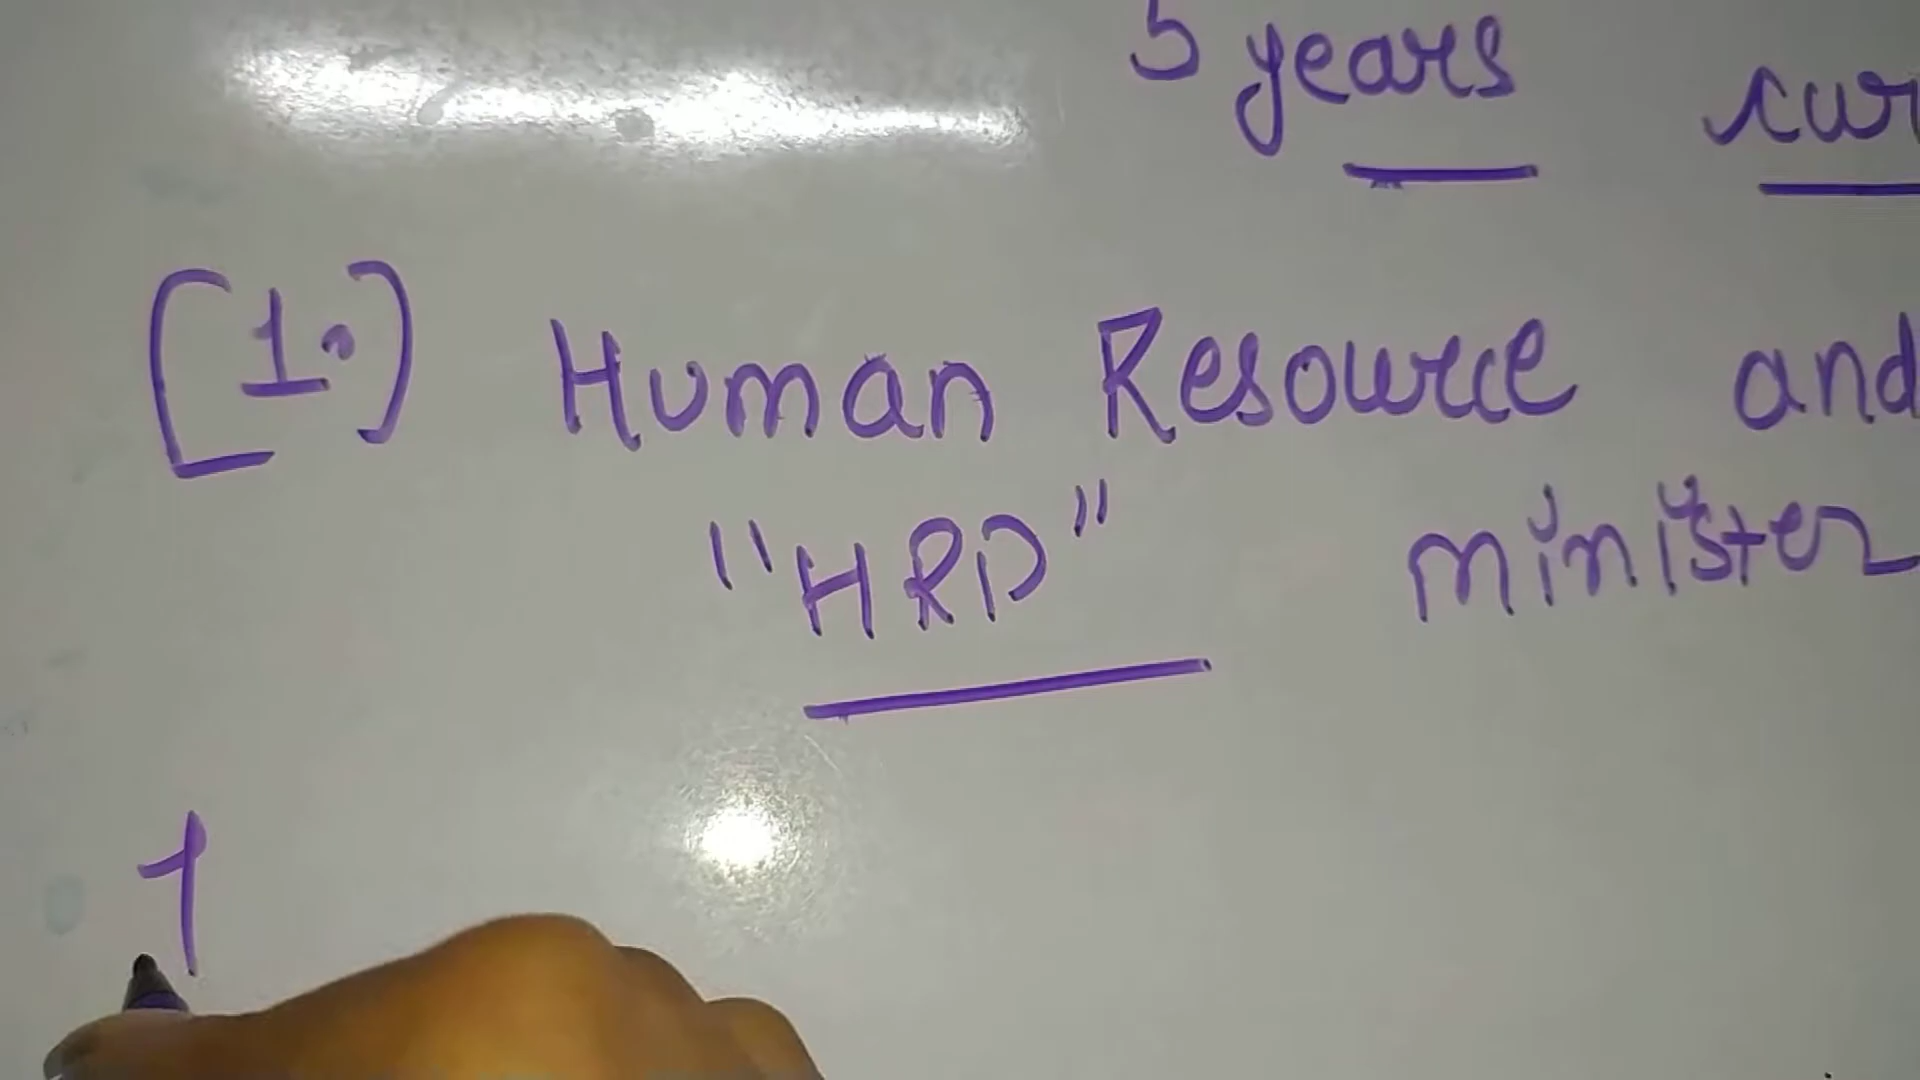 5 years
[1.) Human Resource and
"HRD" minister
1